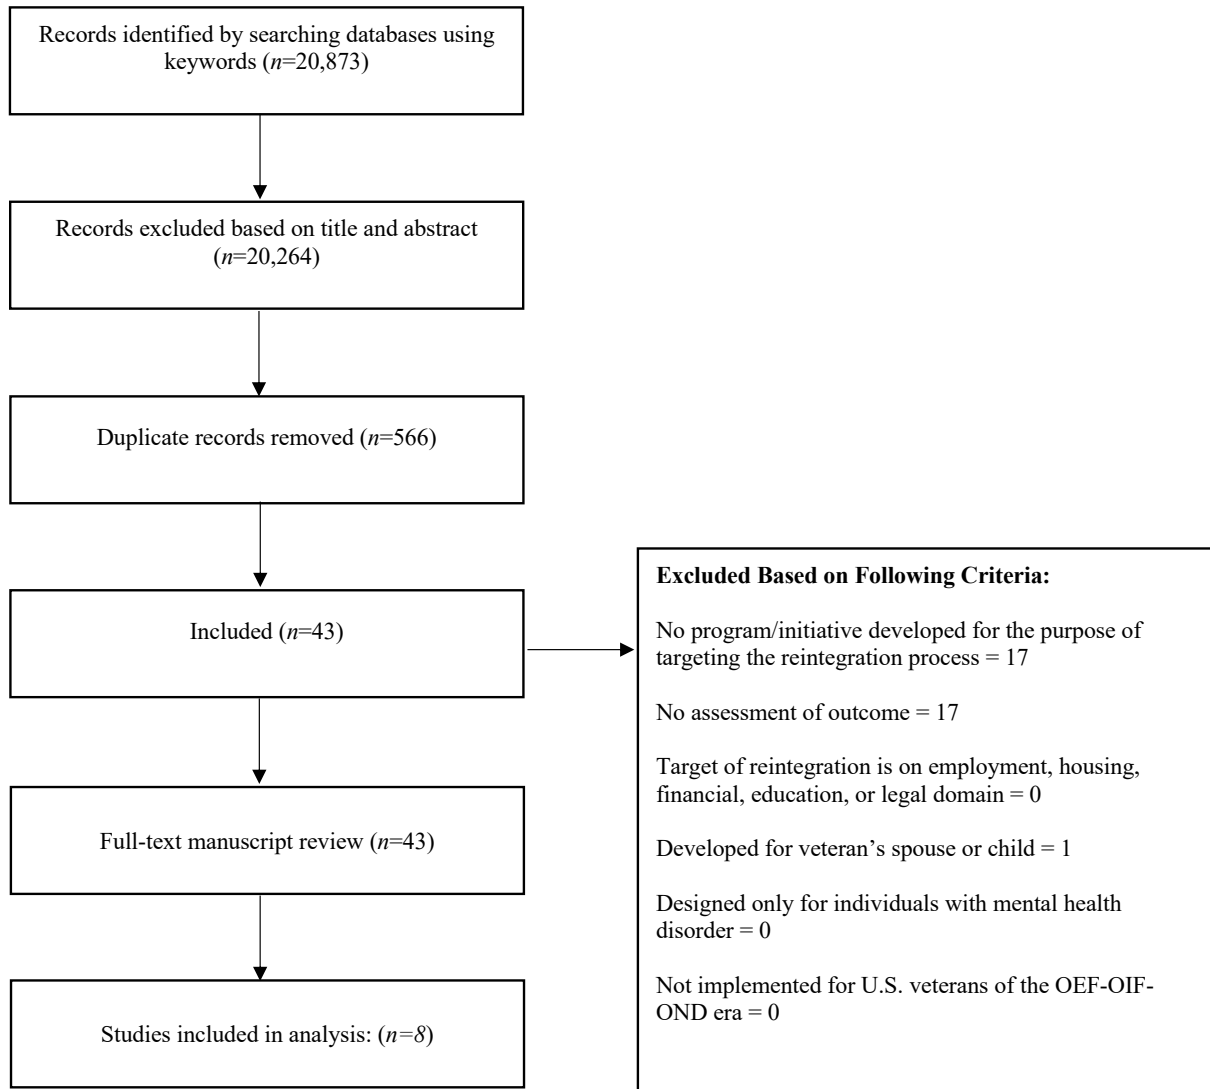 Records identified by searching databases using
keywords (n=20,873)
Records excluded based on title and abstract
(n=20,264)
Duplicate records removed (n=566)
Included (n=43)
Full-text manuscript review (n=43)
Studies included in analysis: (n=8)
Excluded Based on Following Criteria:
No program/initiative developed for the purpose of
targeting the reintegration process = 17
No assessment of outcome = 17
Target of reintegration is on employment, housing,
financial, education, or legal domain = 0
Developed for veteran’s spouse or child = 1
Designed only for individuals with mental health
disorder = 0
Not implemented for U.S. veterans of the OEF-OIF-
OND era = 0